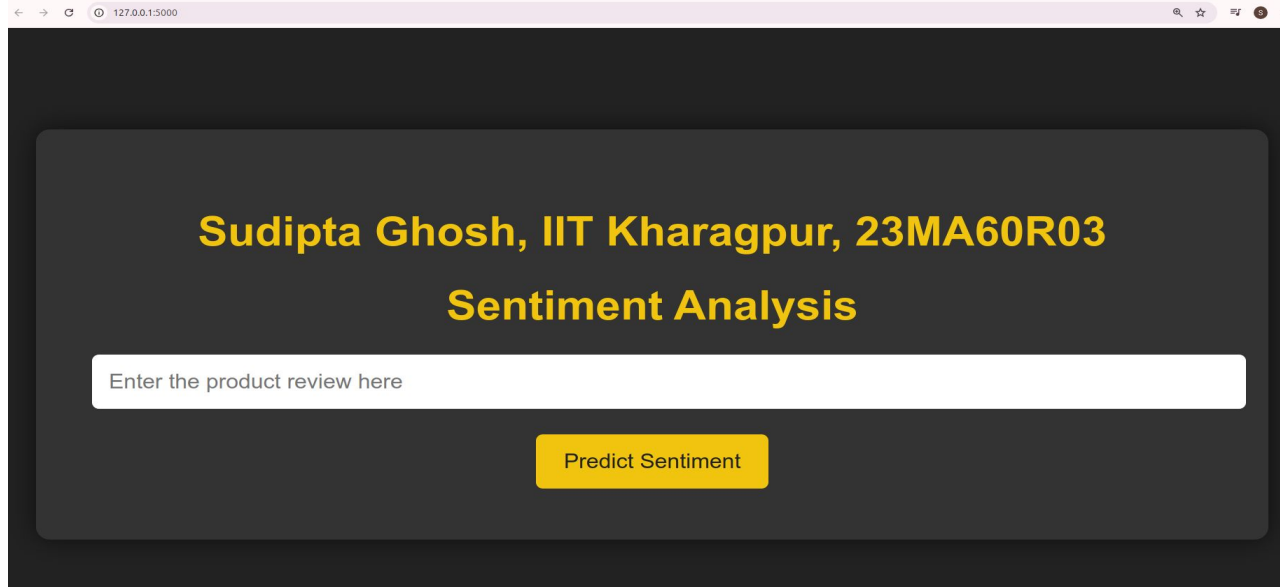 127.0.0.1:5000
S
Sudipta Ghosh, IIT Kharagpur, 23MA60R03
Sentiment Analysis
Enter the product review here
Predict Sentiment